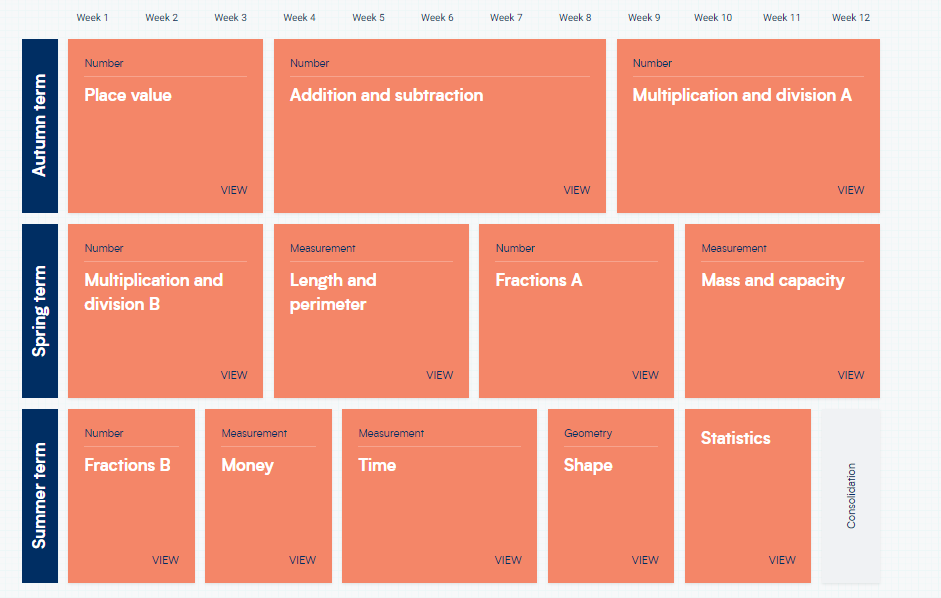 Week 1 Week 2 Week 3 Week 4 Week 5 Week 6 Week 7 Week 8 Week 9 Week 10 Week 11 Week 12
Autumn term
Number
Place value
VIEW
Number
Addition and subtraction
VIEW
Number
Multiplication and division A
VIEW
Spring term
Number
Multiplication and
division B
VIEW
Measurement
Length and
perimeter
VIEW
Number
Fractions A
VIEW
Measurement
Mass and capacity
VIEW
Summer term
Number
Fractions B
VIEW
Measurement
Money
VIEW
Measurement
Time
VIEW
Geometry
Shape
VIEW
Statistics
VIEW
Consolidation